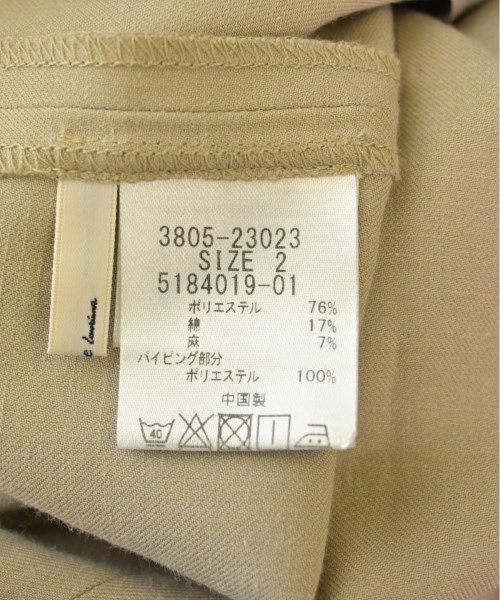 3805-23023
SIZE 2
5184019-01
ポリエステル 76%
綿 17%
麻 7%
パイピング部分
ポリエステル 100%
中国製
40